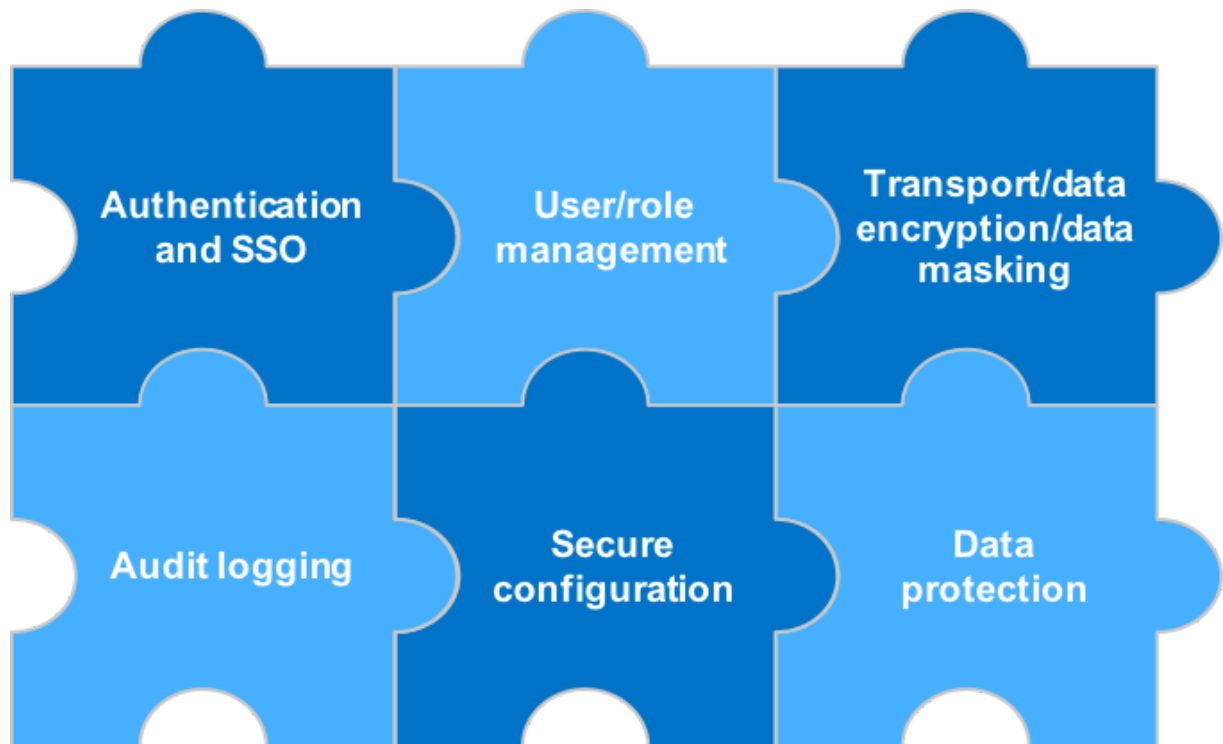 Authentication
and SSO
User/role
management
Transport/data
encryption/data
masking
Audit logging
Secure
configuration
Data
protection